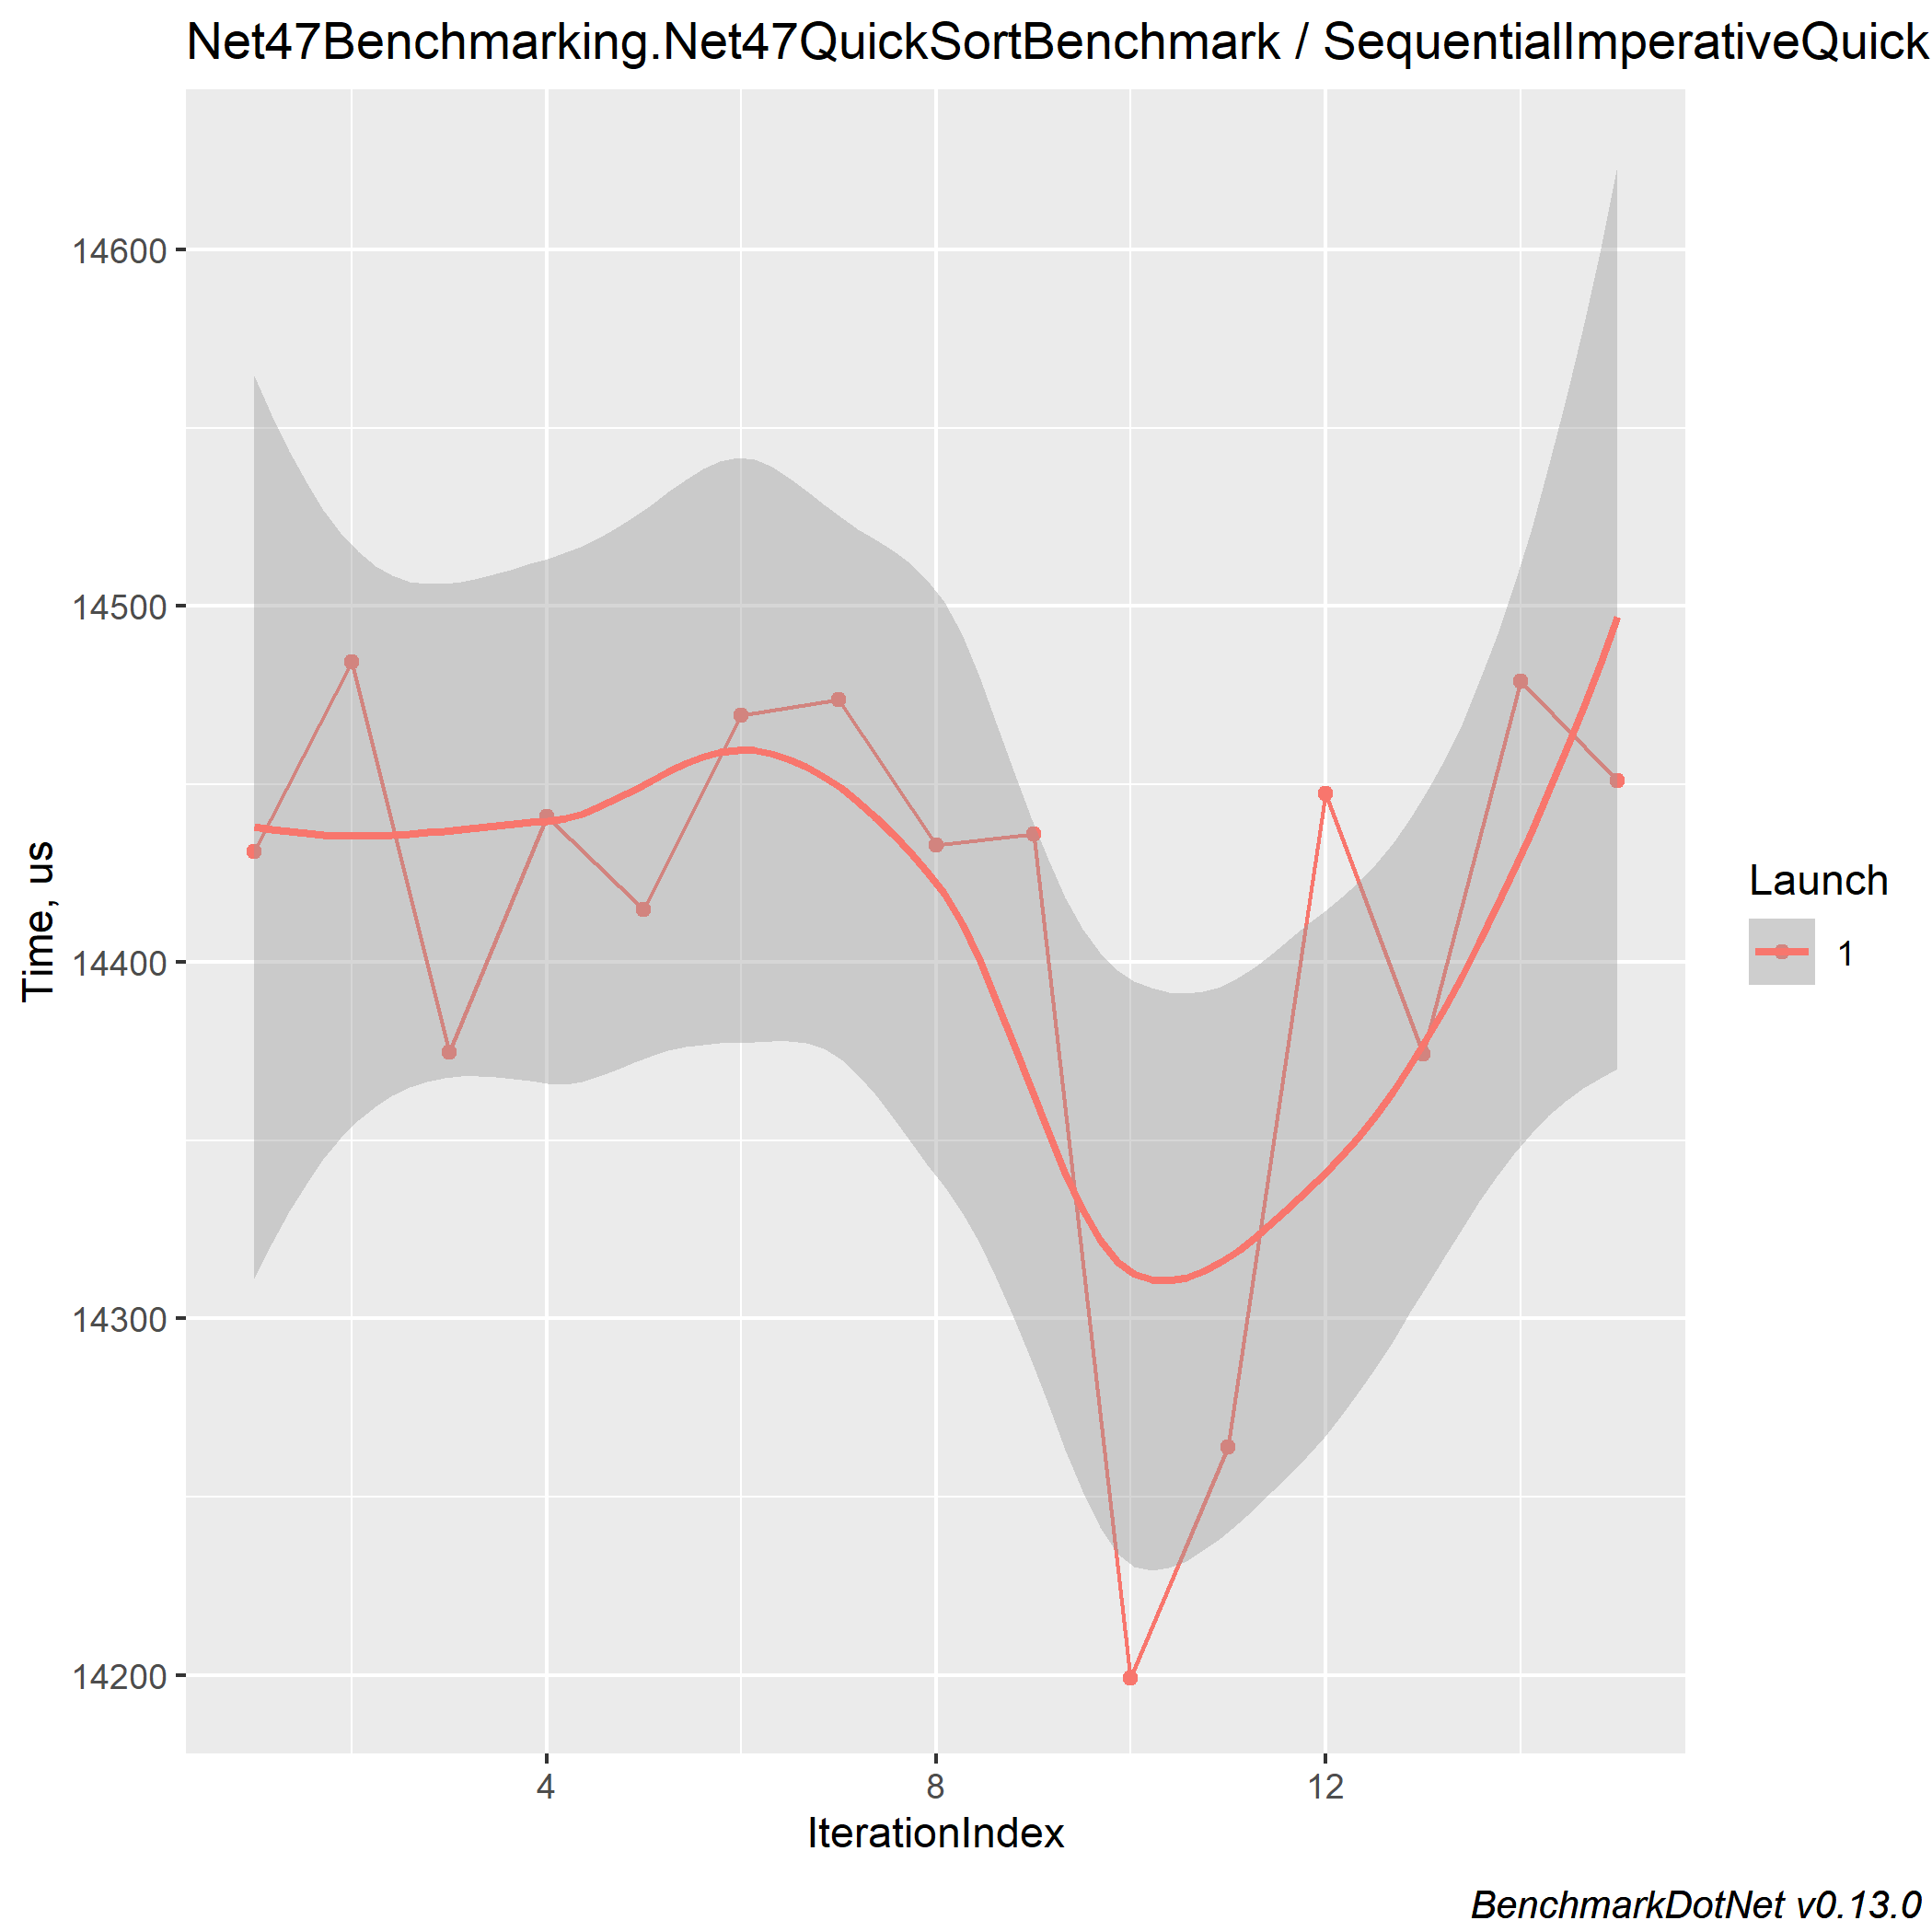 Net47Benchmarking.Net47QuickSortBenchmark / SequentialImperativeQuick
14600
14500
14400
14300
14200
Time, us
4
8
12
IterationIndex
Launch
1
BenchmarkDotNet v0.13.0